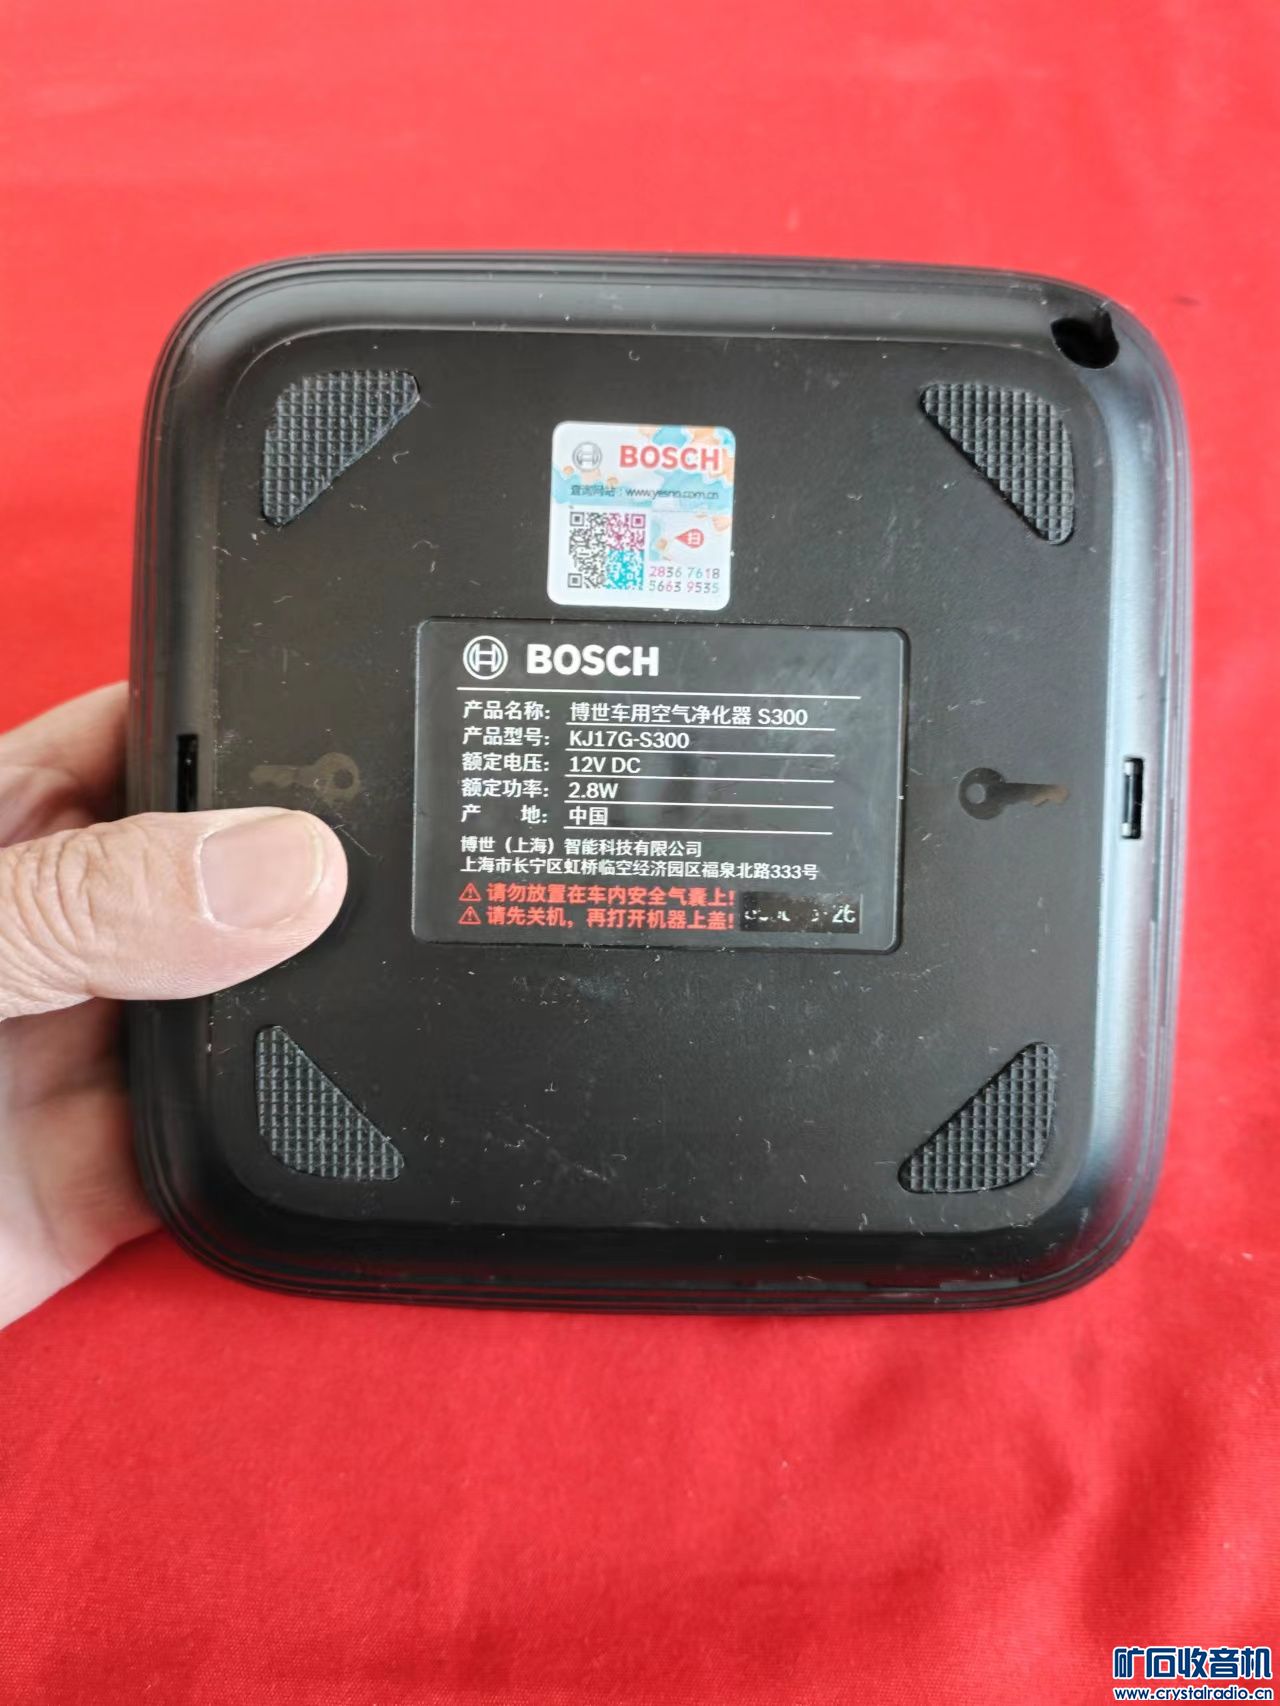 BOSCH
查询网站：www.yesno.com.cn
扫
2836 7618
5663 9535
BOSCH
产品名称： 博世车用空气净化器 S300
产品型号： KJ17G-S300
额定电压： 12V DC
额定功率： 2.8W
产 地： 中国
博世（上海）智能科技有限公司
上海市长宁区虹桥临空经济园区福泉北路333号
请勿放置在车内安全气囊上！
请先关机，再打开机器上盖！
矿石收音机
www.crystalradio.cn